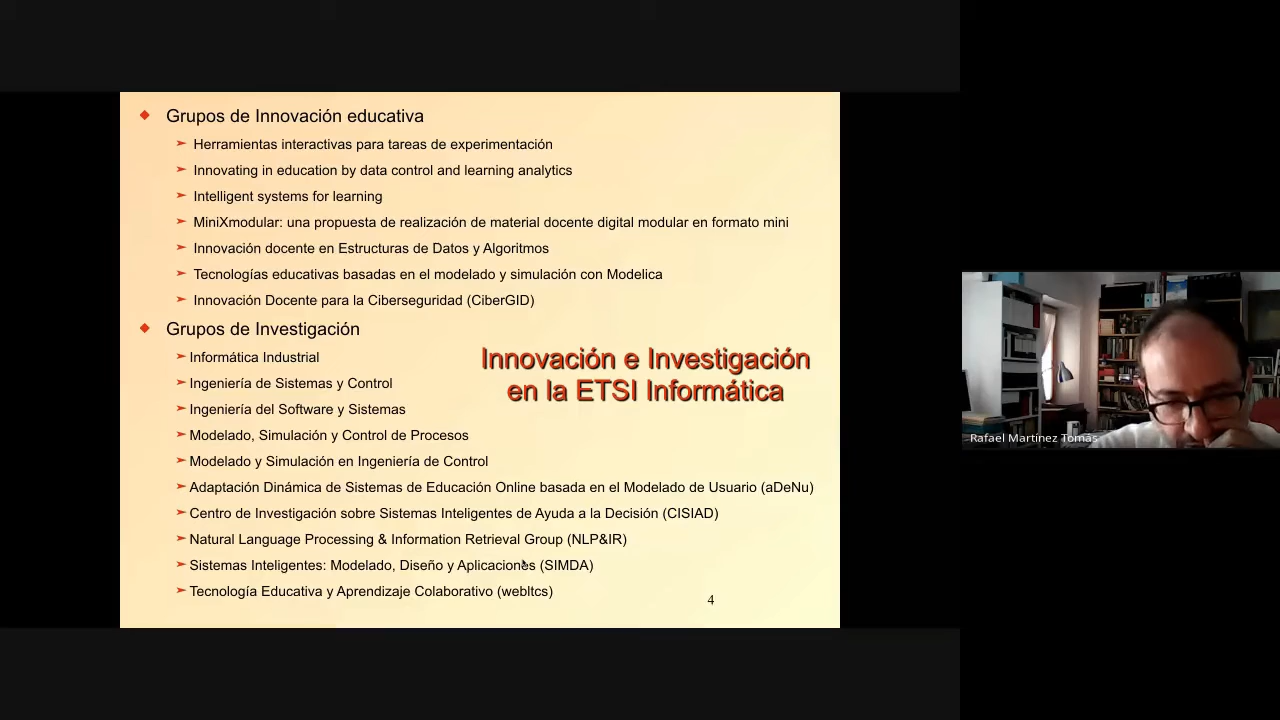 Grupos de Innovación educativa
Herramientas interactivas para tareas de experimentación
Innovating in education by data control and learning analytics
Intelligent systems for learning
MiniXmodular: una propuesta de realización de material docente digital modular en formato mini
Innovación docente en Estructuras de Datos y Algoritmos
Tecnologías educativas basadas en el modelado y simulación con Modelica
Innovación Docente para la Ciberseguridad (CiberGID)
Grupos de Investigación
Informática Industrial
Ingeniería de Sistemas y Control
Ingeniería del Software y Sistemas
Modelado, Simulación y Control de Procesos
Modelado y Simulación en Ingeniería de Control
Adaptación Dinámica de Sistemas de Educación Online basada en el Modelado de Usuario (aDeNu)
Centro de Investigación sobre Sistemas Inteligentes de Ayuda a la Decisión (CISIAD)
Natural Language Processing & Information Retrieval Group (NLP&IR)
Sistemas Inteligentes: Modelado, Diseño y Aplicaciones (SIMDA)
Tecnología Educativa y Aprendizaje Colaborativo (webltcs)
Innovación e Investigación
en la ETSI Informática
4
Rafael Martínez Tomás